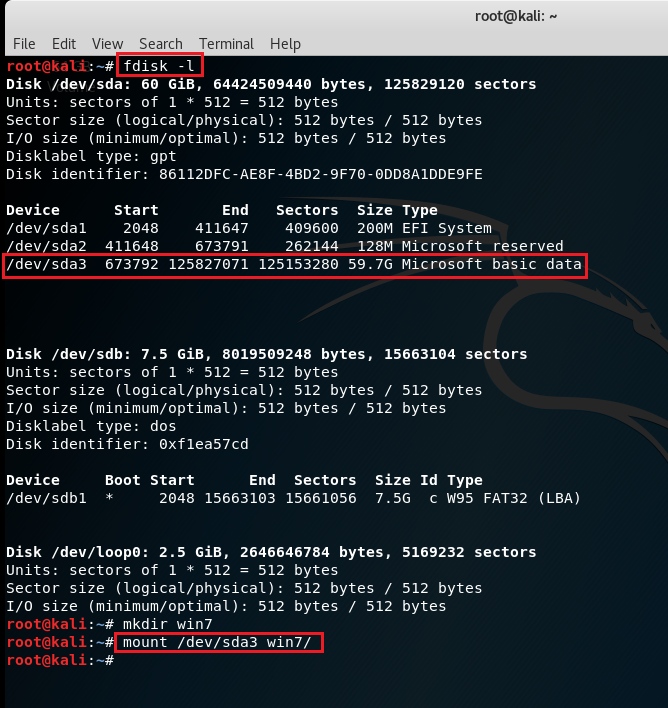 root@kali: ~
File Edit View Search Terminal Help
root@kali:~# fdisk -l
Disk /dev/sda: 60 GiB, 64424509440 bytes, 125829120 sectors
Units: sectors of 1 * 512 = 512 bytes
Sector size (logical/physical): 512 bytes / 512 bytes
I/O size (minimum/optimal): 512 bytes / 512 bytes
Disklabel type: gpt
Disk identifier: 86112DFC-AE8F-4BD2-9F70-0DD8A1DDE9FE
Device Start End Sectors Size Type
/dev/sda1 2048 411647 409600 200M EFI System
/dev/sda2 411648 673791 262144 128M Microsoft reserved
/dev/sda3 673792 125827071 125153280 59.7G Microsoft basic data
Disk /dev/sdb: 7.5 GiB, 8019509248 bytes, 15663104 sectors
Units: sectors of 1 * 512 = 512 bytes
Sector size (logical/physical): 512 bytes / 512 bytes
I/O size (minimum/optimal): 512 bytes / 512 bytes
Disklabel type: dos
Disk identifier: 0xf1ea57cd
Device Boot Start End Sectors Size Id Type
/dev/sdb1 * 2048 15663103 15661056 7.5G c W95 FAT32 (LBA)
Disk /dev/loop0: 2.5 GiB, 2646646784 bytes, 5169232 sectors
Units: sectors of 1 * 512 = 512 bytes
Sector size (logical/physical): 512 bytes / 512 bytes
I/O size (minimum/optimal): 512 bytes / 512 bytes
root@kali:~# mkdir win7
root@kali:~# mount /dev/sda3 win7/
root@kali:~#